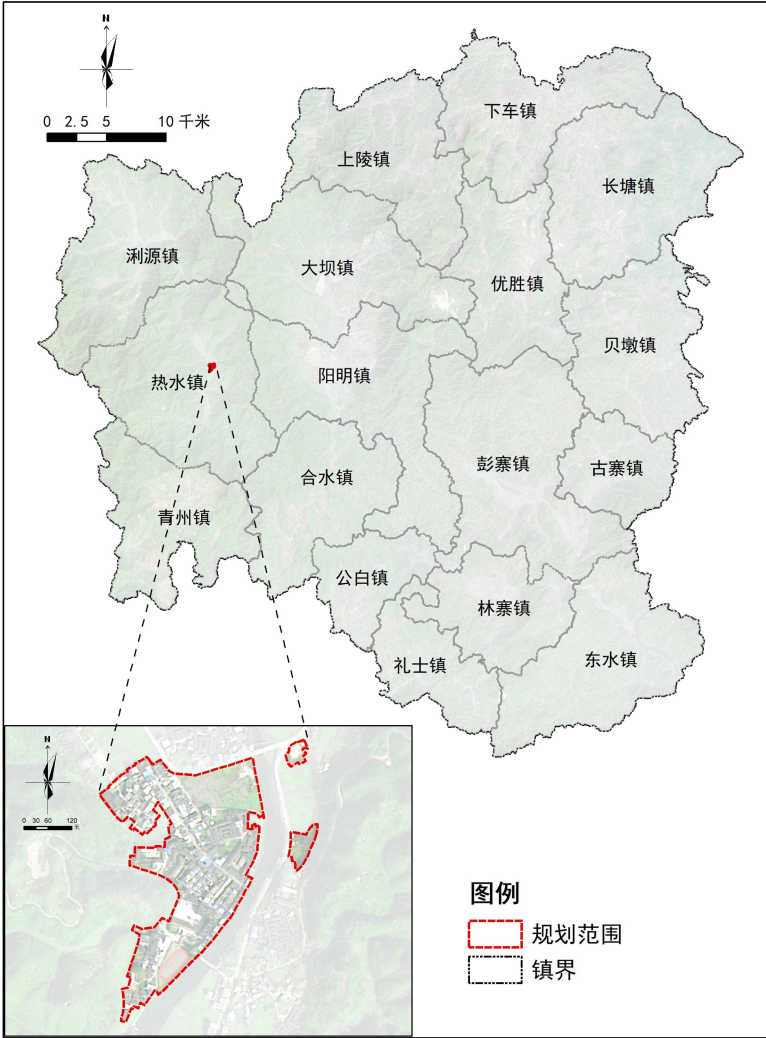 N
0 2.5 5 10 千米
下车镇
上陵镇
长塘镇
浰源镇
大坝镇
优胜镇
贝墩镇
热水镇
阳明镇
彭寨镇
古寨镇
合水镇
青州镇
公白镇
林寨镇
礼士镇
东水镇
N
0 30 60 120
米
图例
规划范围
镇界